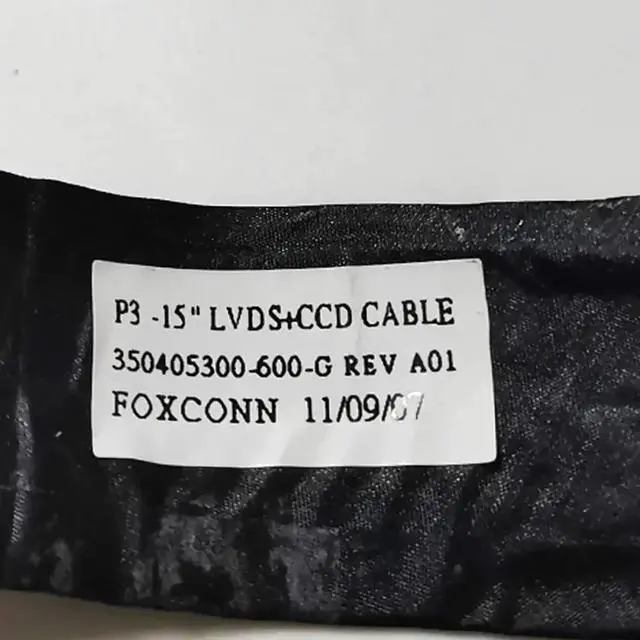 P3 -15" LVDS+CCD CABLE
350405300-600-G REV A01
FOXCONN 11/09/07